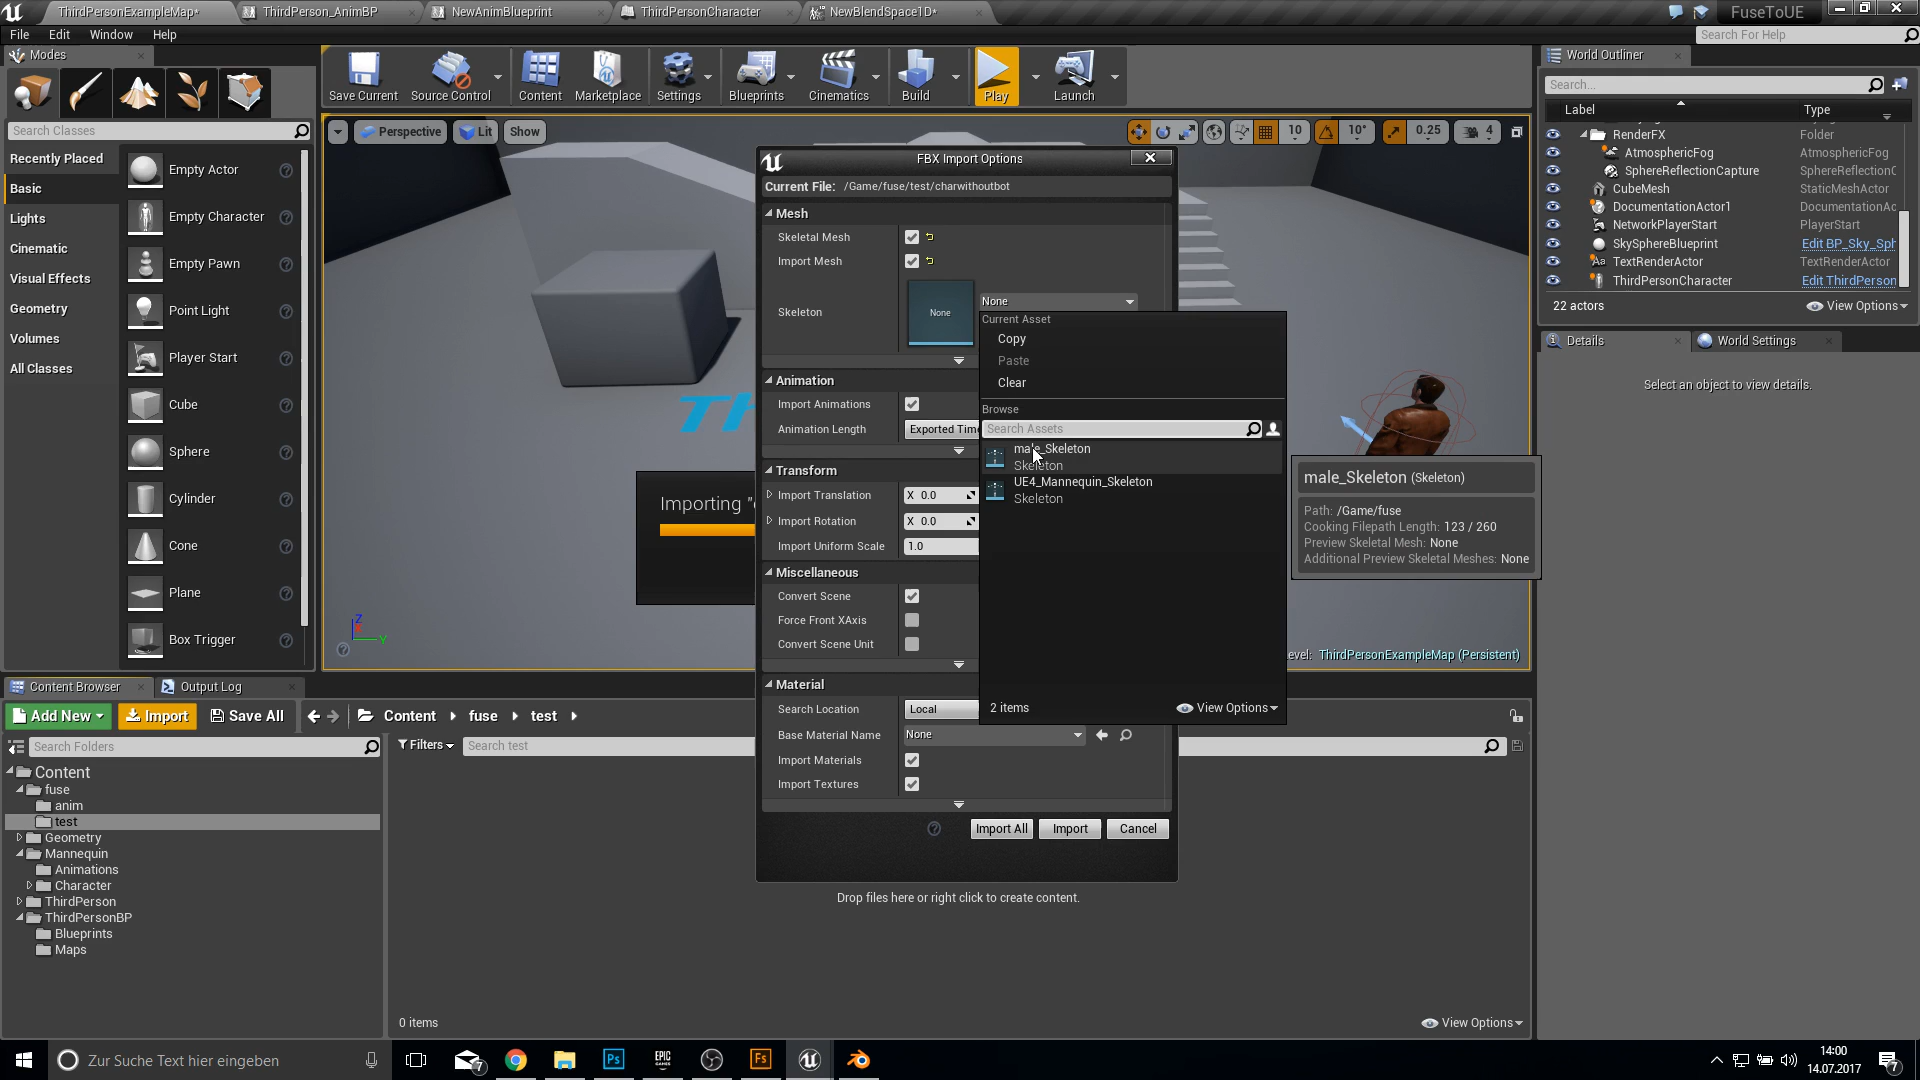 ThirdPersonExampleMap*
ThirdPerson_AnimBP
NewAnimBlueprint
ThirdPersonCharacter
NewBlendSpace1D*
FuseToUE
File
Edit
Window
Help
Search For Help
Modes
Save Current
Source Control
Content
Marketplace
Settings
Blueprints
Cinematics
Build
Play
Launch
World Outliner
Search...
Label
Type
RenderFX
Folder
AtmosphericFog
AtmosphericFog
SphereReflectionCapture
SphereReflectionC
CubeMesh
StaticMeshActor
DocumentationActor1
DocumentationAc
NetworkPlayerStart
PlayerStart
SkySphereBlueprint
Edit BP_Sky_Sph
TextRenderActor
TextRenderActor
ThirdPersonCharacter
Edit ThirdPerson
22 actors
View Options
Details
World Settings
Select an object to view details.
Search Classes
Recently Placed
Basic
Lights
Cinematic
Visual Effects
Geometry
Volumes
All Classes
Empty Actor
Empty Character
Empty Pawn
Point Light
Player Start
Cube
Sphere
Cylinder
Cone
Plane
Box Trigger
Perspective
Lit
Show
10
10°
0.25
4
Th
Importing "
Z
Y
evel: ThirdPersonExampleMap (Persistent)
FBX Import Options
Current File: /Game/fuse/test/charwithoutbot
Mesh
Skeletal Mesh
Import Mesh
Skeleton
None
None
Animation
Import Animations
Animation Length
Exported Time
Transform
Import Translation
X 0.0
Import Rotation
X 0.0
Import Uniform Scale
1.0
Miscellaneous
Convert Scene
Force Front XAxis
Convert Scene Unit
Material
Search Location
Local
Base Material Name
None
Import Materials
Import Textures
Import All
Import
Cancel
Current Asset
Copy
Paste
Clear
Browse
Search Assets
male_Skeleton
Skeleton
UE4_Mannequin_Skeleton
Skeleton
2 items
View Options
male_Skeleton (Skeleton)
Path: /Game/fuse
Cooking Filepath Length: 123 / 260
Preview Skeletal Mesh: None
Additional Preview Skeletal Meshes: None
Content Browser
Output Log
Add New
Import
Save All
Content
fuse
test
Search Folders
Filters
Search test
Content
fuse
anim
test
Geometry
Mannequin
Animations
Character
ThirdPerson
ThirdPersonBP
Blueprints
Maps
Drop files here or right click to create content.
0 items
View Options
Zur Suche Text hier eingeben
7
Ps
EPIC
GAMES
Fs
14:00
14.07.2017
7